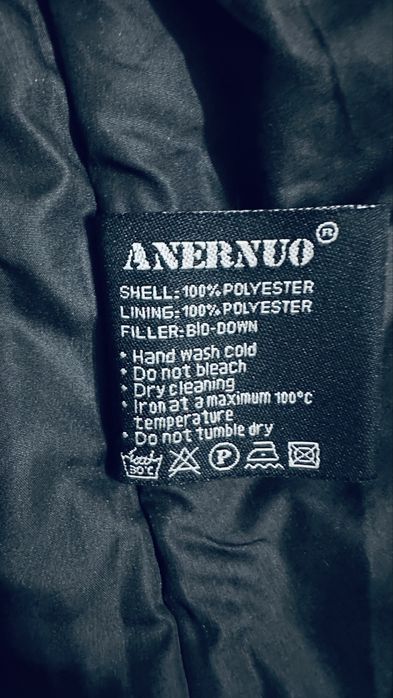 ANERNUO®
SHELL:100%POLYESTER
LINING:100%POLYESTER
FILLER:BIO-DOWN
• Hand wash cold
• Do not bleach
• Dry cleaning
• Iron at a maximum 100°C
temperature
• Do not tumble dry
30°C P